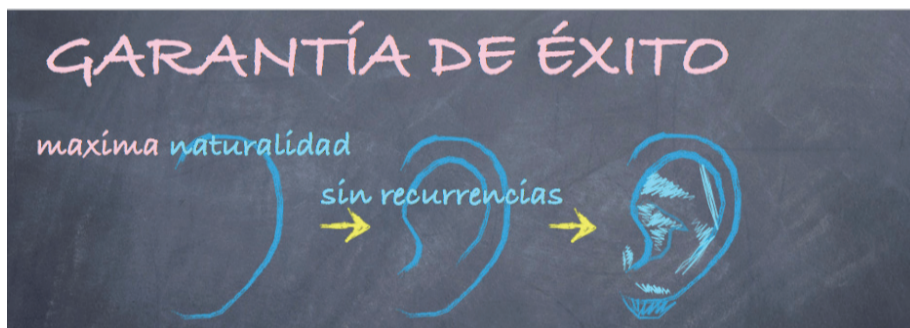 GARANTÍA DE ÉXITO
maxima naturalidad
sin recurrencias